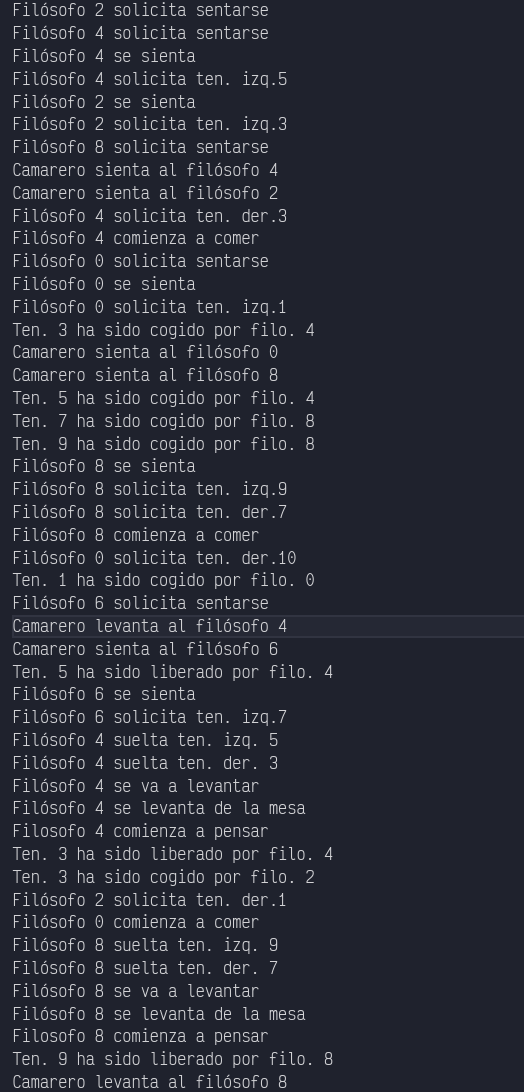 Filósofo 2 solicita sentarse
Filósofo 4 solicita sentarse
Filósofo 4 se sienta
Filósofo 4 solicita ten. izq.5
Filósofo 2 se sienta
Filósofo 2 solicita ten. izq.3
Filósofo 8 solicita sentarse
Camarero sienta al filósofo 4
Camarero sienta al filósofo 2
Filósofo 4 solicita ten. der.3
Filósofo 4 comienza a comer
Filósofo 0 solicita sentarse
Filósofo 0 se sienta
Filósofo 0 solicita ten. izq.1
Ten. 3 ha sido cogido por filo. 4
Camarero sienta al filósofo 0
Camarero sienta al filósofo 8
Ten. 5 ha sido cogido por filo. 4
Ten. 7 ha sido cogido por filo. 8
Ten. 9 ha sido cogido por filo. 8
Filósofo 8 se sienta
Filósofo 8 solicita ten. izq.9
Filósofo 8 solicita ten. der.7
Filósofo 8 comienza a comer
Filósofo 0 solicita ten. der.10
Ten. 1 ha sido cogido por filo. 0
Filósofo 6 solicita sentarse
Camarero levanta al filósofo 4
Camarero sienta al filósofo 6
Ten. 5 ha sido liberado por filo. 4
Filósofo 6 se sienta
Filósofo 6 solicita ten. izq.7
Filósofo 4 suelta ten. izq. 5
Filósofo 4 suelta ten. der. 3
Filósofo 4 se va a levantar
Filósofo 4 se levanta de la mesa
Filosofo 4 comienza a pensar
Ten. 3 ha sido liberado por filo. 4
Ten. 3 ha sido cogido por filo. 2
Filósofo 2 solicita ten. der.1
Filósofo 0 comienza a comer
Filósofo 8 suelta ten. izq. 9
Filósofo 8 suelta ten. der. 7
Filósofo 8 se va a levantar
Filósofo 8 se levanta de la mesa
Filosofo 8 comienza a pensar
Ten. 9 ha sido liberado por filo. 8
Camarero levanta al filósofo 8